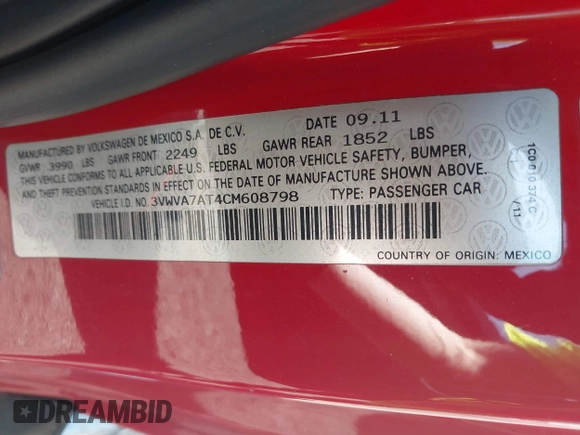 MANUFACTURED BY VOLKSWAGEN DE MEXICO S.A. DE C.V. DATE 09.11
GVWR 3990 LBS GAWR FRONT 2249 LBS GAWR REAR 1852 LBS
THIS VEHICLE CONFORMS TO ALL APPLICABLE U.S. FEDERAL MOTOR VEHICLE SAFETY, BUMPER,
AND THEFT PREVENTION STANDARDS IN EFFECT ON THE DATE OF MANUFACTURE SHOWN ABOVE.
VEHICLE I.D. NO. 3VWVA7AT4CM608798 TYPE: PASSENGER CAR
COUNTRY OF ORIGIN: MEXICO
V11
DREAMBID